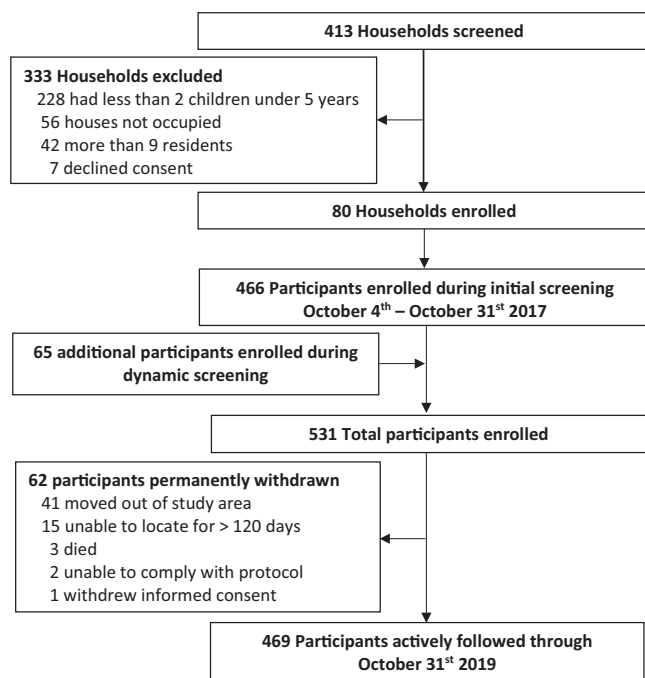 413 Households screened
333 Households excluded
228 had less than 2 children under 5 years
56 houses not occupied
42 more than 9 residents
7 declined consent
80 Households enrolled
466 Participants enrolled during initial screening
October 4th – October 31st 2017
65 additional participants enrolled during
dynamic screening
531 Total participants enrolled
62 participants permanently withdrawn
41 moved out of study area
15 unable to locate for > 120 days
3 died
2 unable to comply with protocol
1 withdrew informed consent
469 Participants actively followed through
October 31st 2019